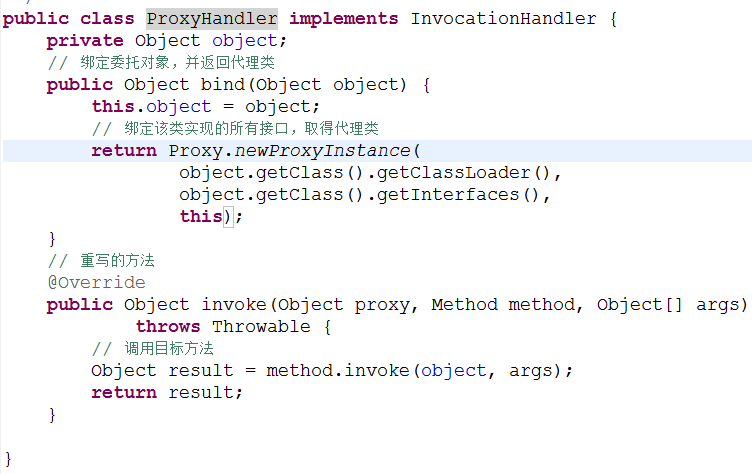 public class ProxyHandler implements InvocationHandler {
    private Object object;
    // 绑定委托对象，并返回代理类
    public Object bind(Object object) {
        this.object = object;
        // 绑定该类实现的所有接口，取得代理类
        return Proxy.newProxyInstance(
                object.getClass().getClassLoader(),
                object.getClass().getInterfaces(),
                this);
    }
    // 重写的方法
    @Override
    public Object invoke(Object proxy, Method method, Object[] args)
            throws Throwable {
        // 调用目标方法
        Object result = method.invoke(object, args);
        return result;
    }
}